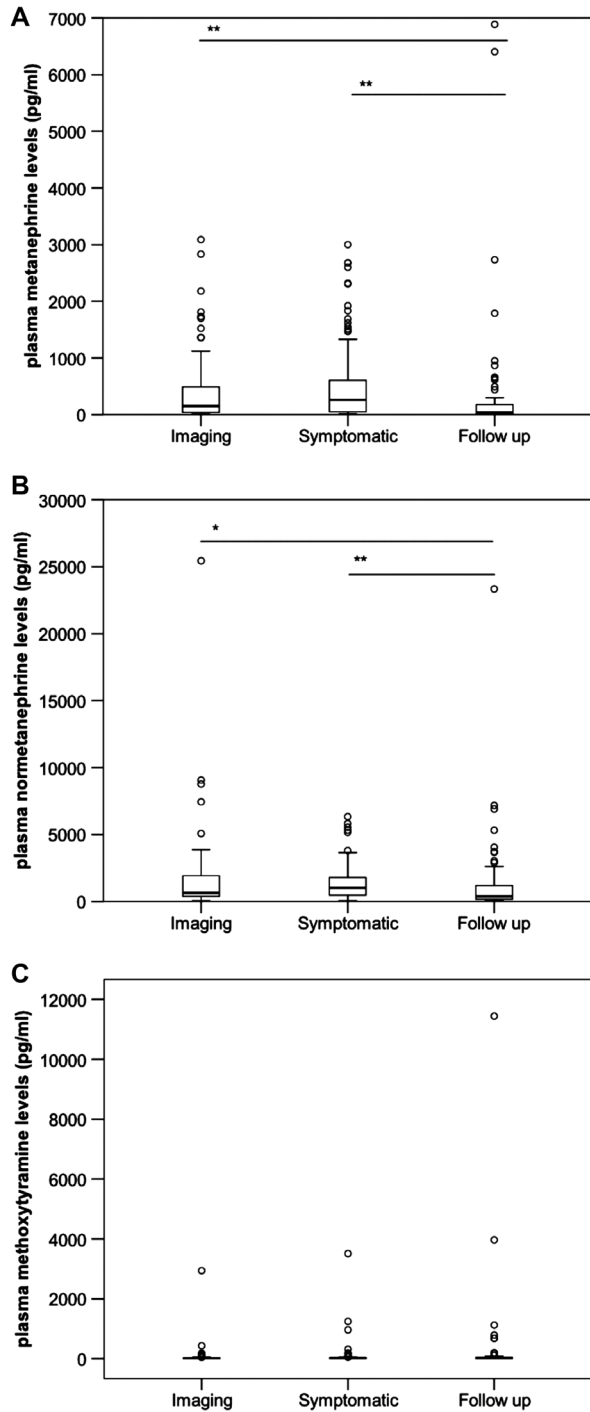 A
plasma metanephrine levels (pg/ml)
7000
6000
5000
4000
3000
2000
1000
0
**
**
Imaging Symptomatic Follow up
B
plasma normetanephrine levels (pg/ml)
30000
25000
20000
15000
10000
5000
0
*
**
Imaging Symptomatic Follow up
C
plasma methoxytyramine levels (pg/ml)
12000
10000
8000
6000
4000
2000
0
Imaging Symptomatic Follow up